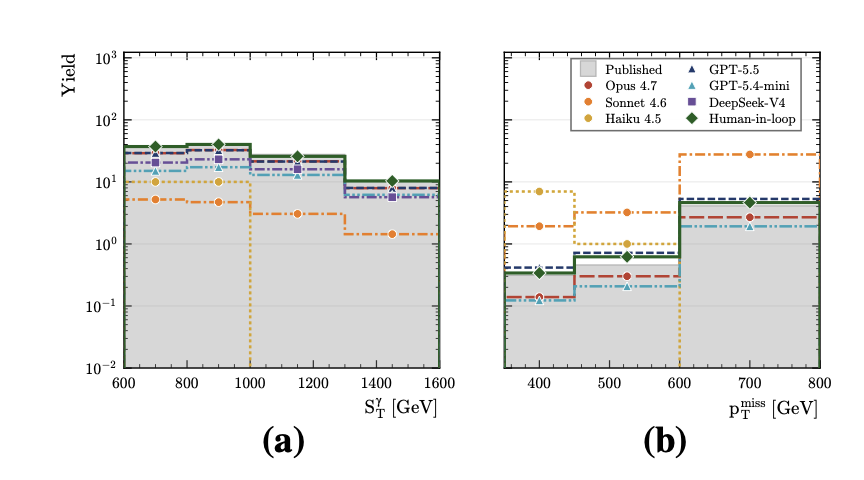 Yield
10³
10²
10¹
10⁰
10⁻¹
10⁻²
600 800 1000 1200 1400 1600
S_T^γ [GeV]
(a)
Published
Opus 4.7
Sonnet 4.6
Haiku 4.5
GPT-5.5
GPT-5.4-mini
DeepSeek-V4
Human-in-loop
400 500 600 700 800
p_T^miss [GeV]
(b)